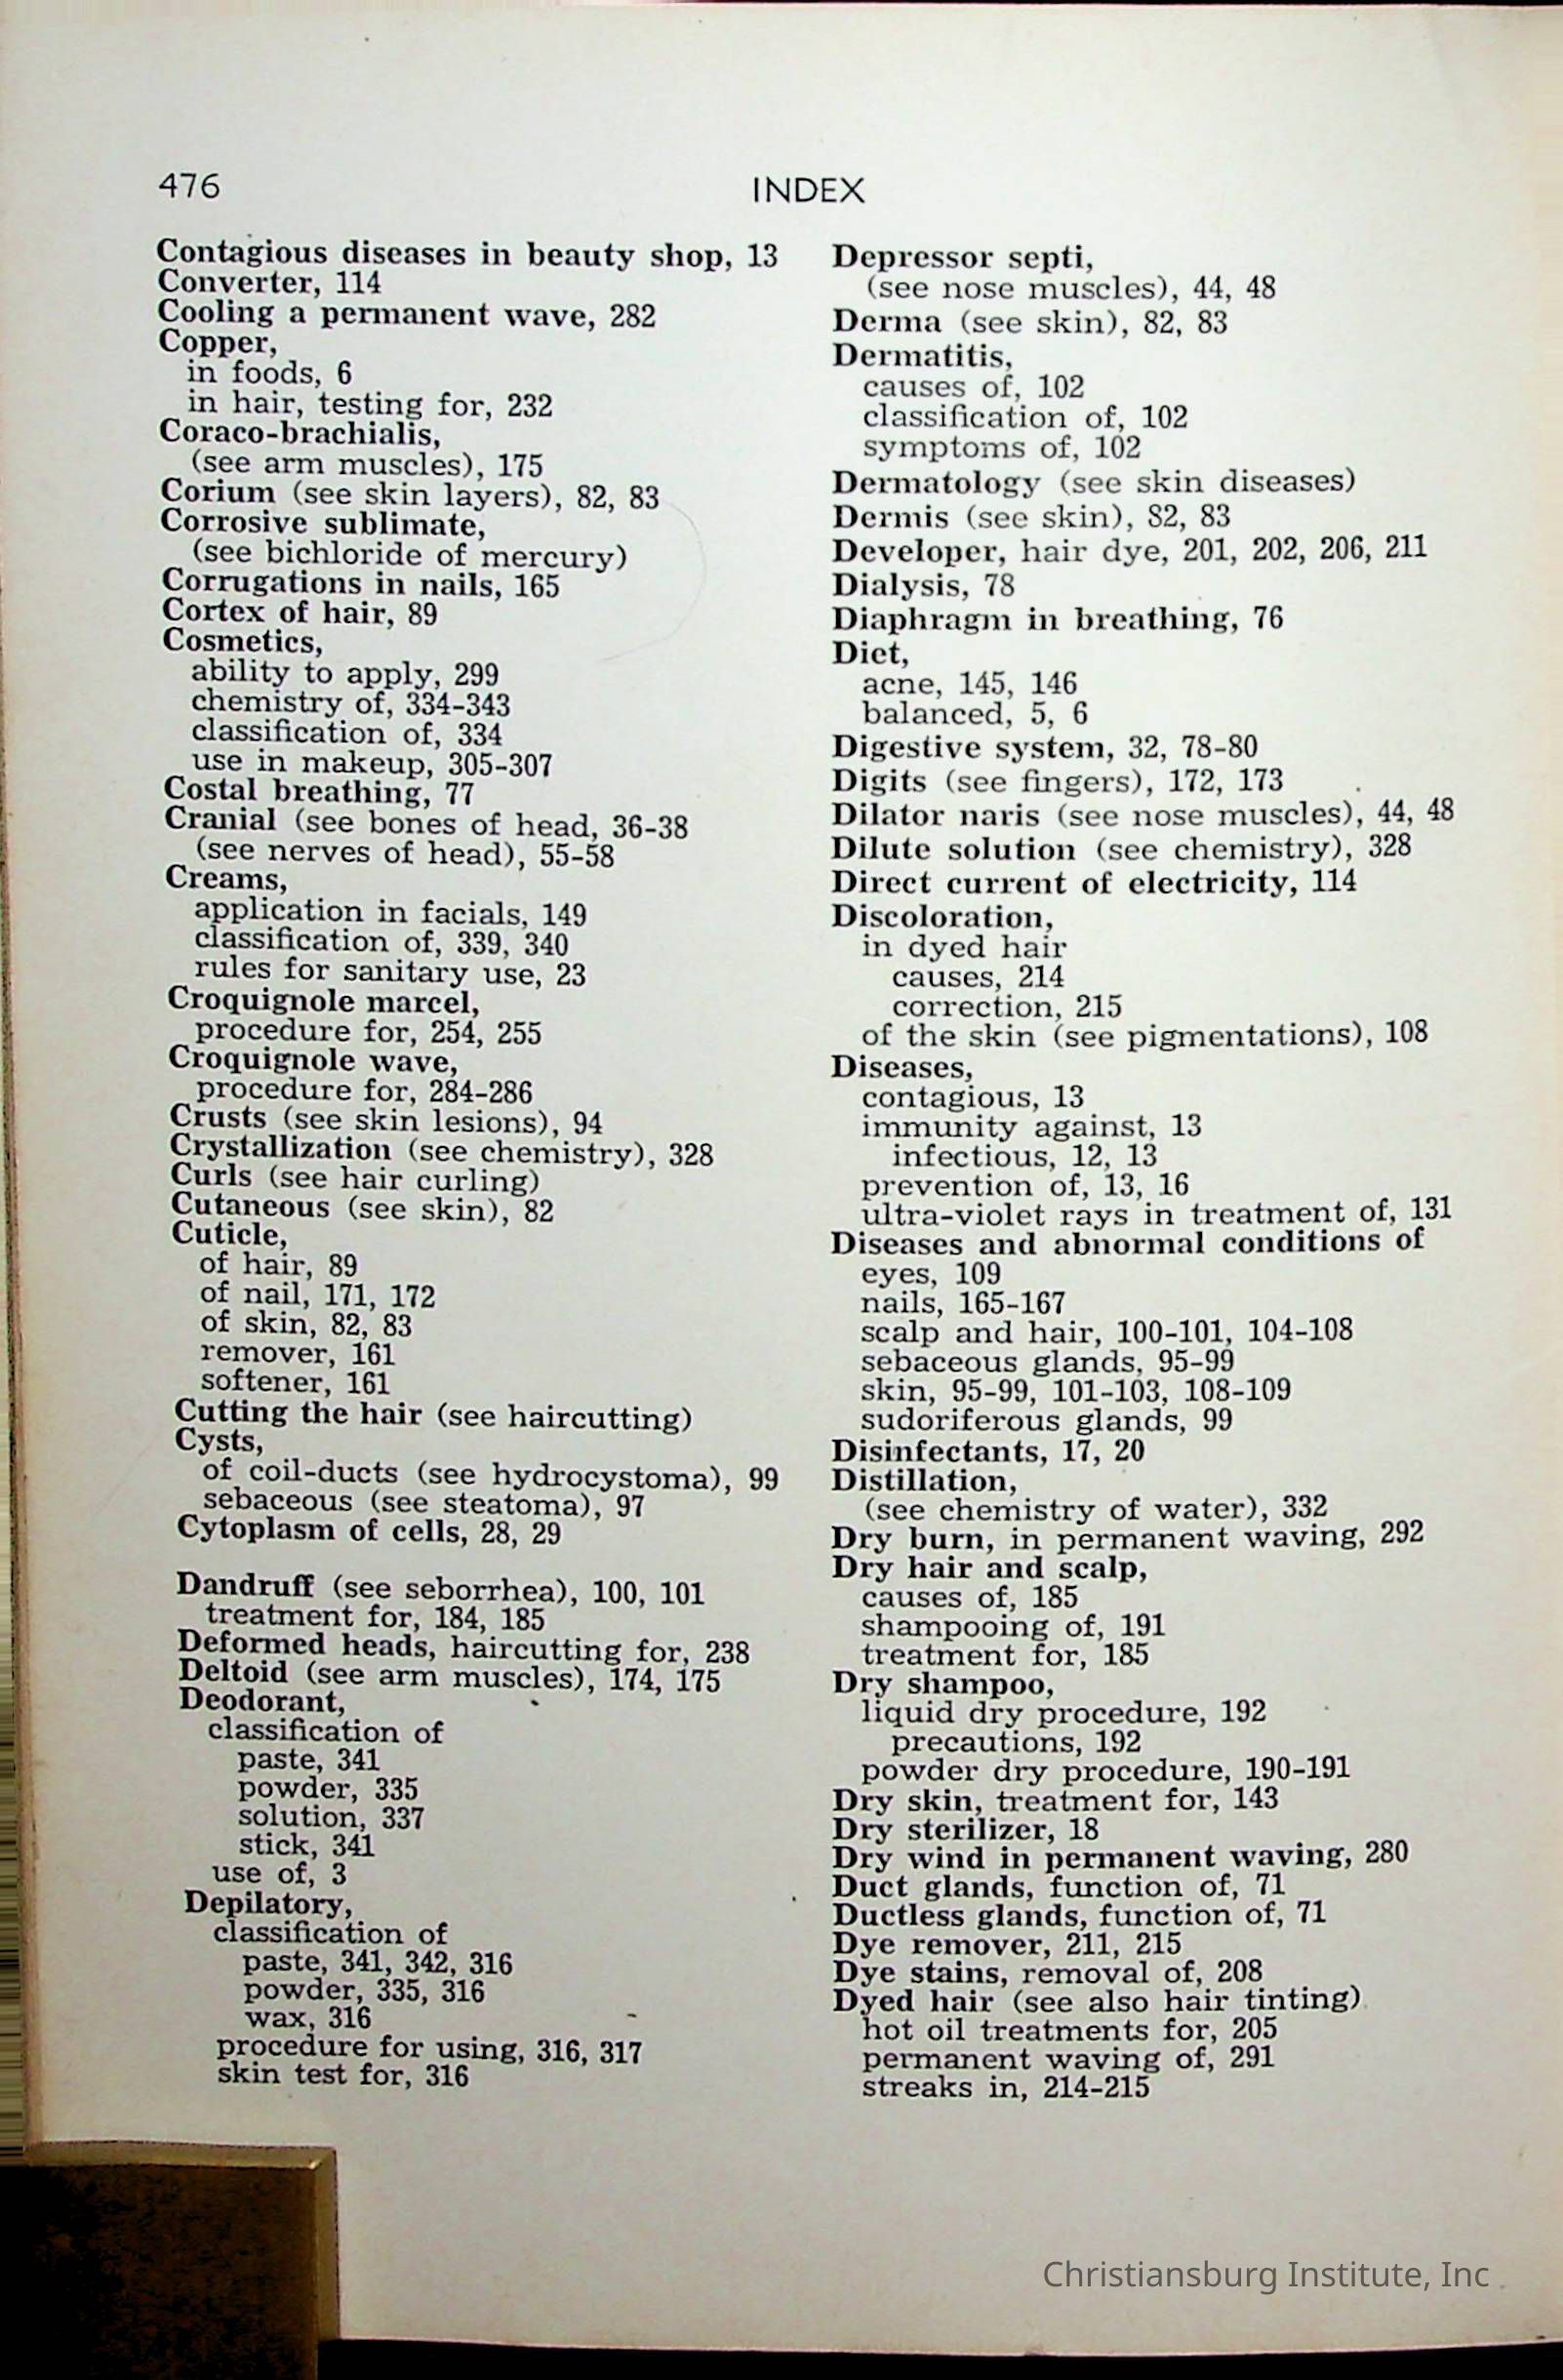 476
INDEX
Contagious diseases in beauty shop, 13
Converter, 114
Cooling a permanent wave, 282
Copper,
in foods, 6
in hair, testing for, 232
Coraco-brachialis,
(see arm muscles), 175
Corium (see skin layers), 82, 83
Corrosive sublimate,
(see bichloride of mercury)
Corrugations in nails, 165
Cortex of hair, 89
Cosmetics,
ability to apply, 299
chemistry of, 334-343
classification of, 334
use in makeup, 305-307
Costal breathing, 77
Cranial (see bones of head, 36-38
(see nerves of head), 55-58
Creams,
application in facials, 149
classification of, 339, 340
rules for sanitary use, 23
Croquignole marcel,
procedure for, 254, 255
Croquignole wave,
procedure for, 284-286
Crusts (see skin lesions), 94
Crystallization (see chemistry), 328
Curls (see hair curling)
Cutaneous (see skin), 82
Cuticle,
of hair, 89
of nail, 171, 172
of skin, 82, 83
remover, 161
softener, 161
Cutting the hair (see haircutting)
Cysts,
of coil-ducts (see hydrocystoma), 99
sebaceous (see steatoma), 97
Cytoplasm of cells, 28, 29
Dandruff (see seborrhea), 100, 101
treatment for, 184, 185
Deformed heads, haircutting for, 238
Deltoid (see arm muscles), 174, 175
Deodorant,
classification of
paste, 341
powder, 335
solution, 337
stick, 341
use of, 3
Depilatory,
classification of
paste, 341, 342, 316
powder, 335, 316
wax, 316
procedure for using, 316, 317
skin test for, 316
Depressor septi,
(see nose muscles), 44, 48
Derma (see skin), 82, 83
Dermatitis,
causes of, 102
classification of, 102
symptoms of, 102
Dermatology (see skin diseases)
Dermis (see skin), 82, 83
Developer, hair dye, 201, 202, 206, 211
Dialysis, 78
Diaphragm in breathing, 76
Diet,
acne, 145, 146
balanced, 5, 6
Digestive system, 32, 78-80
Digits (see fingers), 172, 173
Dilator naris (see nose muscles), 44, 48
Dilute solution (see chemistry), 328
Direct current of electricity, 114
Discoloration,
in dyed hair
causes, 214
correction, 215
of the skin (see pigmentations), 108
Diseases,
contagious, 13
immunity against, 13
infectious, 12, 13
prevention of, 13, 16
ultra-violet rays in treatment of, 131
Diseases and abnormal conditions of
eyes, 109
nails, 165-167
scalp and hair, 100-101, 104-108
sebaceous glands, 95-99
skin, 95-99, 101-103, 108-109
sudoriferous glands, 99
Disinfectants, 17, 20
Distillation,
(see chemistry of water), 332
Dry burn, in permanent waving, 292
Dry hair and scalp,
causes of, 185
shampooing of, 191
treatment for, 185
Dry shampoo,
liquid dry procedure, 192
precautions, 192
powder dry procedure, 190-191
Dry skin, treatment for, 143
Dry sterilizer, 18
Dry wind in permanent waving, 280
Duct glands, function of, 71
Ductless glands, function of, 71
Dye remover, 211, 215
Dye stains, removal of, 208
Dyed hair (see also hair tinting)
hot oil treatments for, 205
permanent waving of, 291
streaks in, 214-215
Christiansburg Institute, Inc